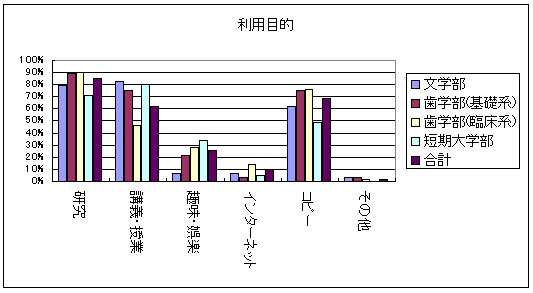 利用目的
100%
90%
80%
70%
60%
50%
40%
30%
20%
10%
0%
研究
講義・授業
趣味・娯楽
インターネット
コピー
その他
文学部
歯学部(基礎系)
歯学部(臨床系)
短期大学部
合計